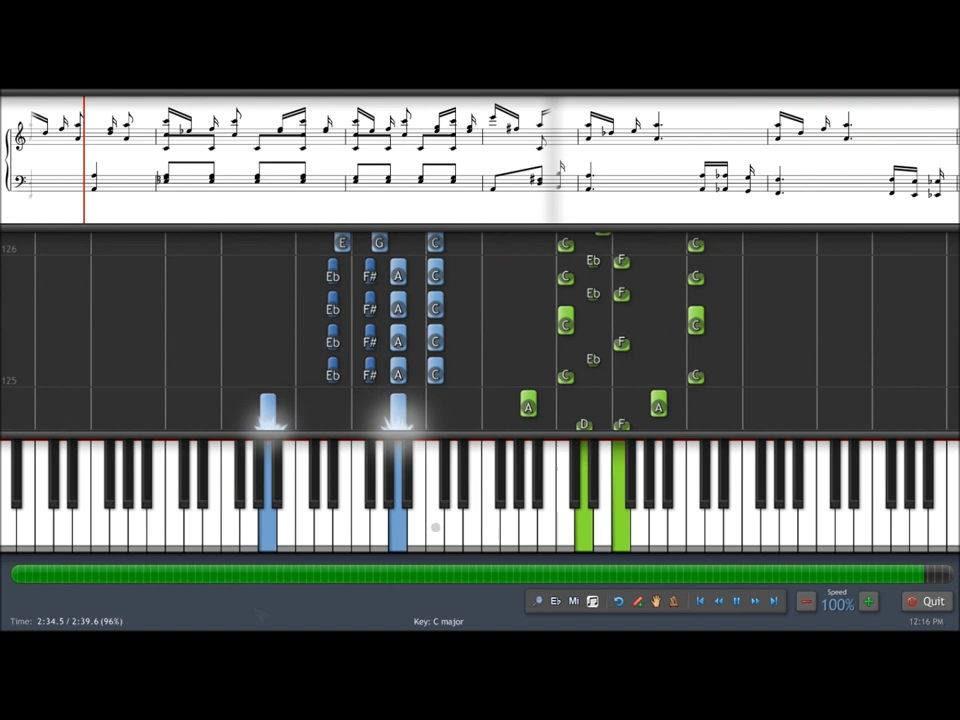 126
E G C
C C
Eb F
Eb F# A C
C C
Eb F
Eb F# A C
C C
Eb F# A C
F
Eb
125
Eb F# A C
C C
A A
D F
Eb Mi
Speed
100%
Quit
Time: 2:34.5 / 2:39.6 (96%)
Key: C major
12:16 PM